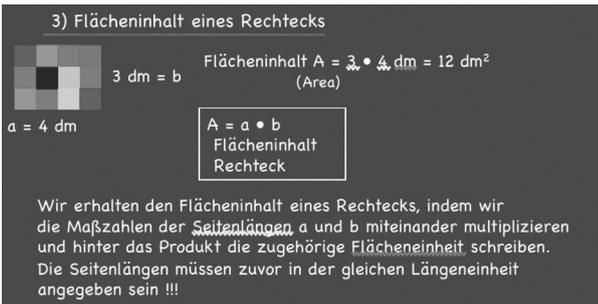 3) Flächeninhalt eines Rechtecks
3 dm = b
Flächeninhalt A = 3 • 4 dm = 12 dm²
(Area)
a = 4 dm
A = a • b
Flächeninhalt
Rechteck
Wir erhalten den Flächeninhalt eines Rechtecks, indem wir
die Maßzahlen der Seitenlängen a und b miteinander multiplizieren
und hinter das Produkt die zugehörige Flächeneinheit schreiben.
Die Seitenlängen müssen zuvor in der gleichen Längeneinheit
angegeben sein !!!